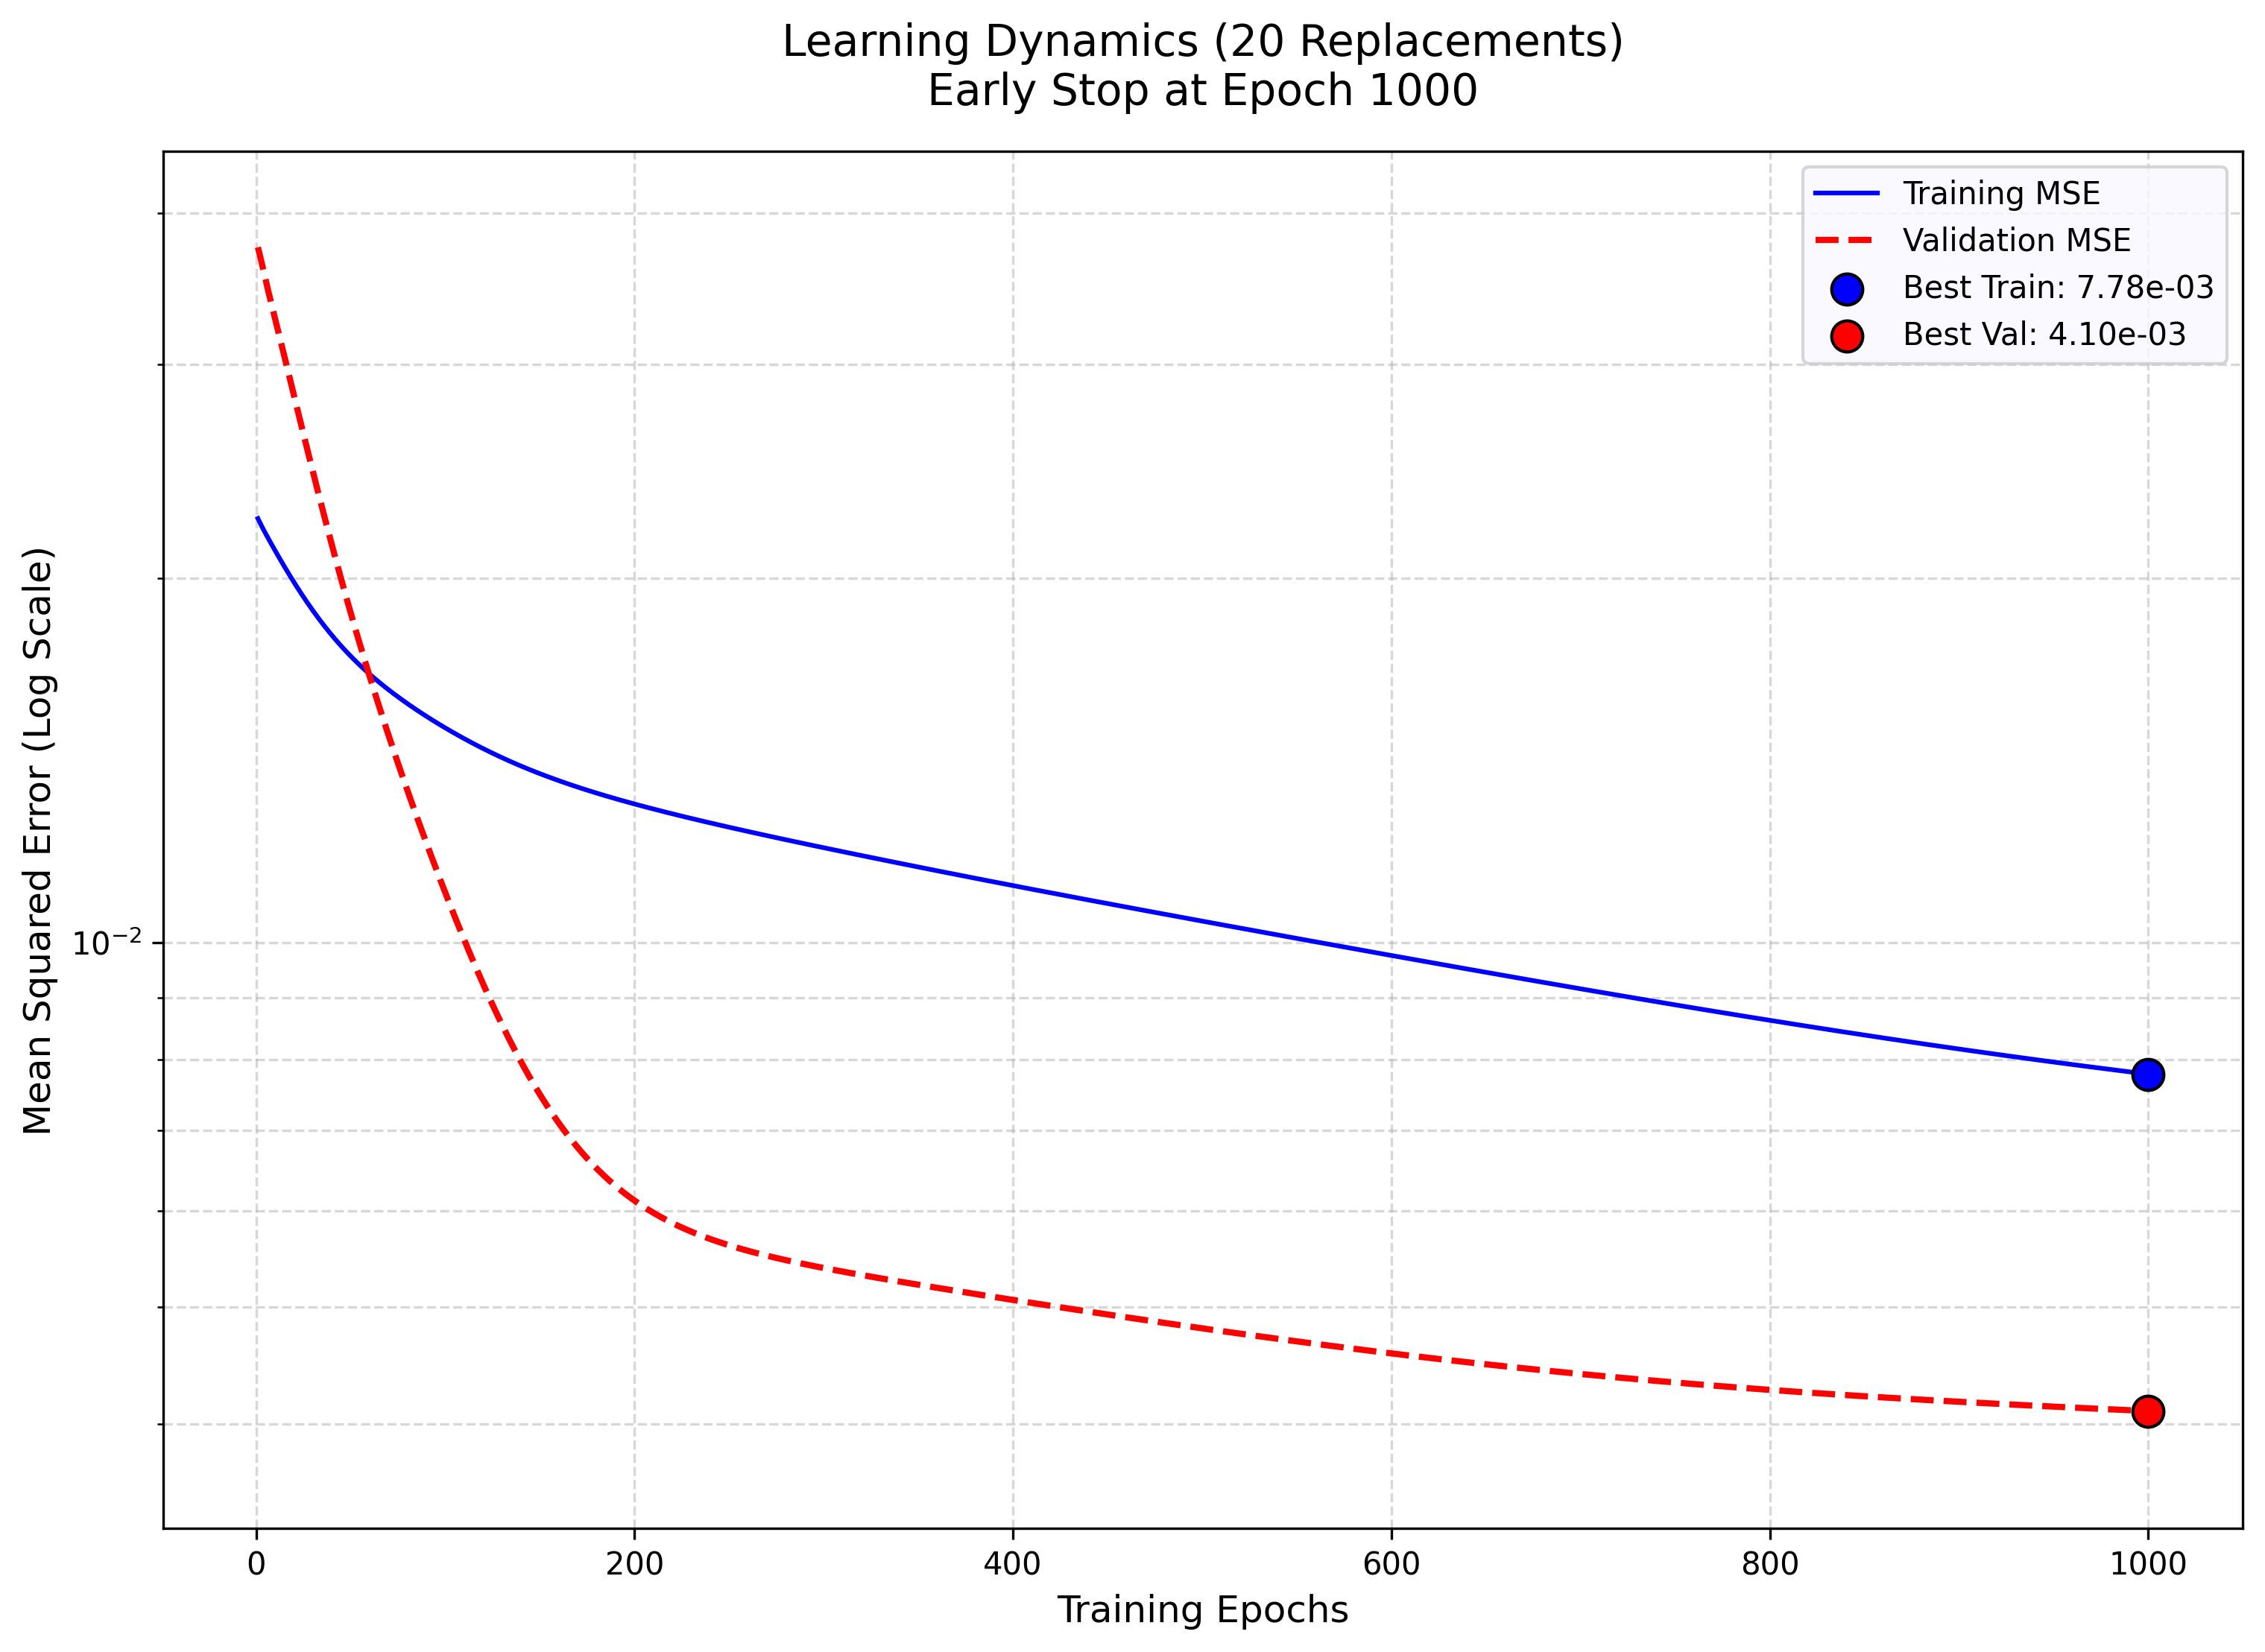 Learning Dynamics (20 Replacements)
Early Stop at Epoch 1000
Training MSE
Validation MSE
Best Train: 7.78e-03
Best Val: 4.10e-03
Mean Squared Error (Log Scale)
10⁻²
0 200 400 600 800 1000
Training Epochs